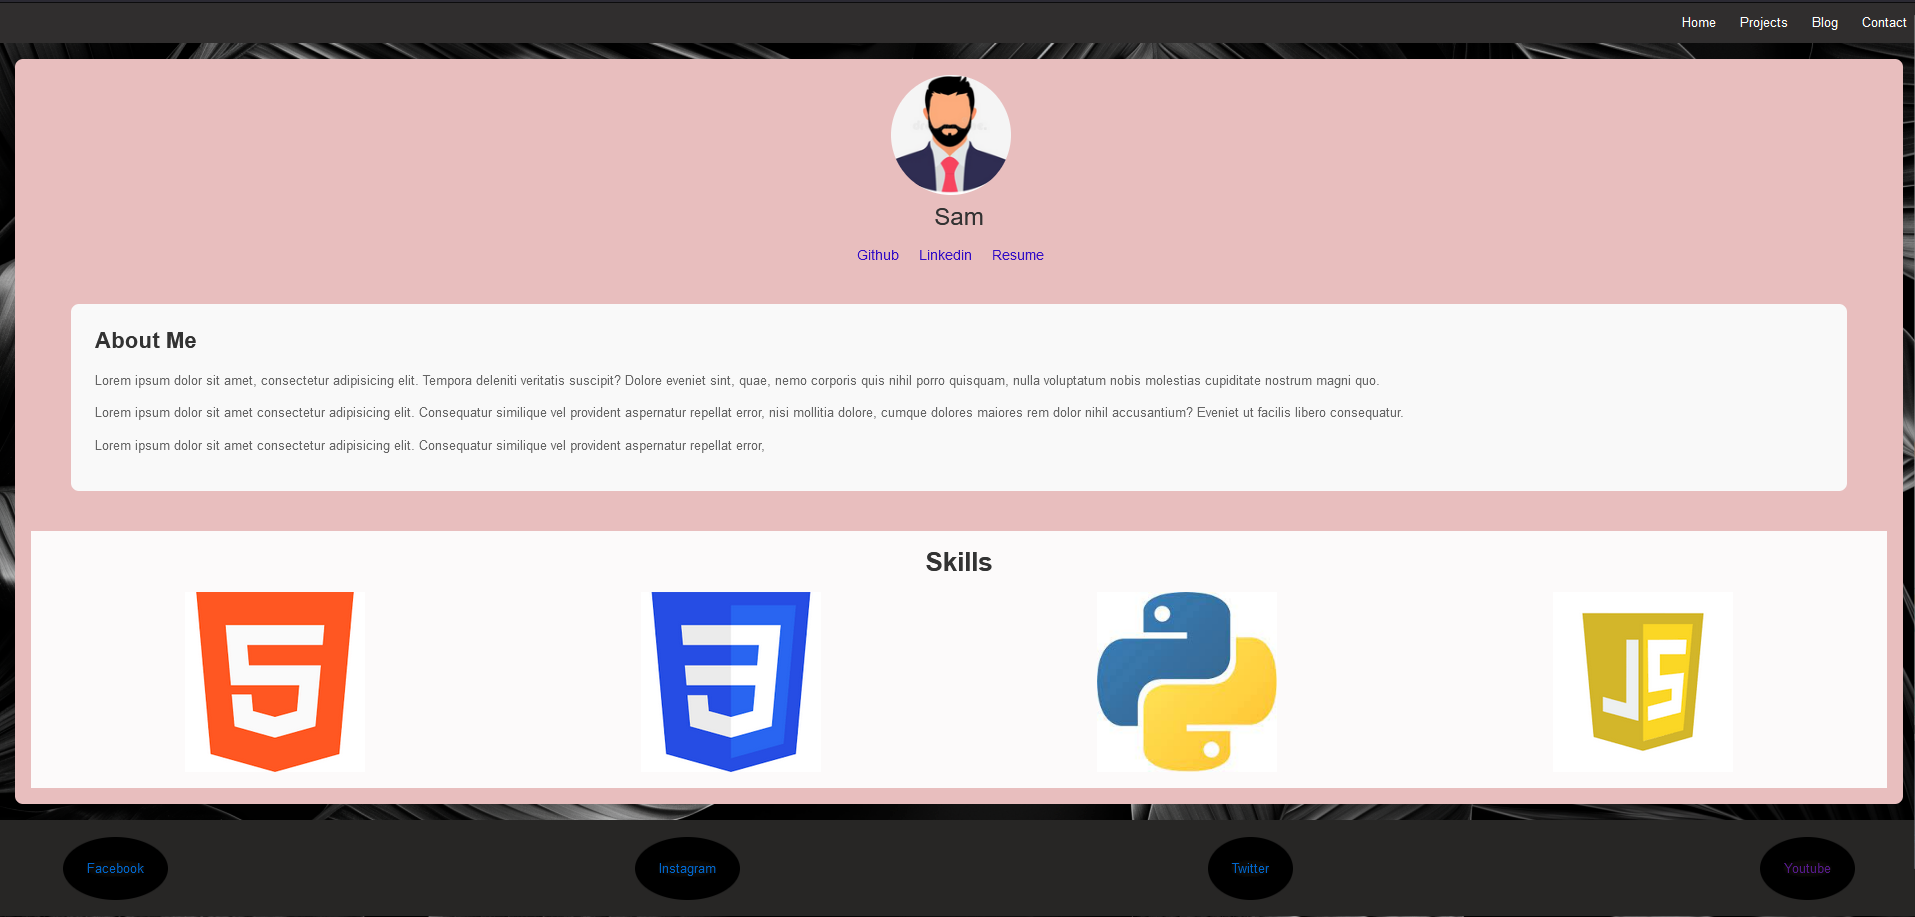 Home Projects Blog Contact
Sam
Github Linkedin Resume
About Me
Lorem ipsum dolor sit amet, consectetur adipisicing elit. Tempora deleniti veritatis suscipit? Dolore eveniet sint, quae, nemo corporis quis nihil porro quisquam, nulla voluptatum nobis molestias cupiditate nostrum magni quo.
Lorem ipsum dolor sit amet consectetur adipisicing elit. Consequatur similique vel provident aspernatur repellat error, nisi mollitia dolore, cumque dolores maiores rem dolor nihil accusantium? Eveniet ut facilis libero consequatur.
Lorem ipsum dolor sit amet consectetur adipisicing elit. Consequatur similique vel provident aspernatur repellat error,
Skills
5 3 JS
Facebook Instagram Twitter Youtube